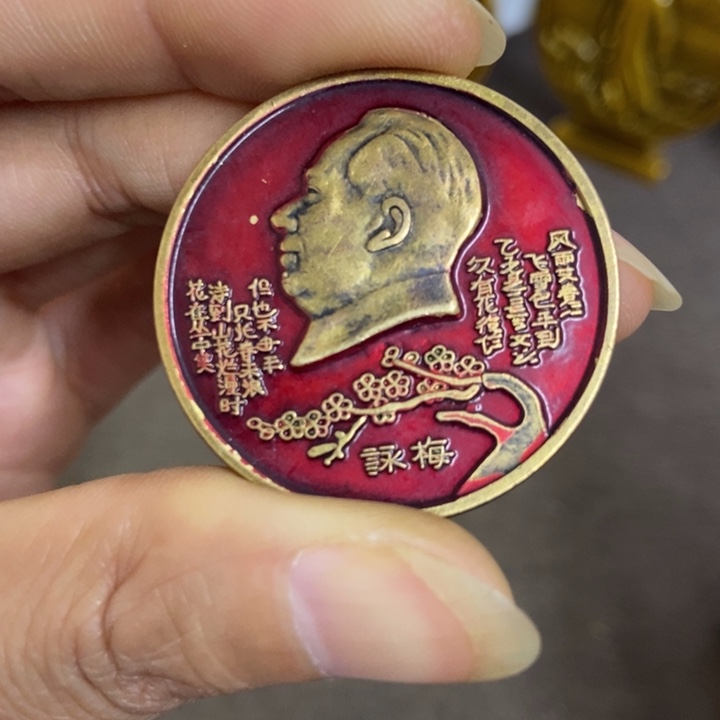 风雨送春归
飞雪迎春到
已是悬崖百丈冰
犹有花枝俏
俏也不争春
只把春来报
待到山花烂漫时
她在丛中笑
詠梅